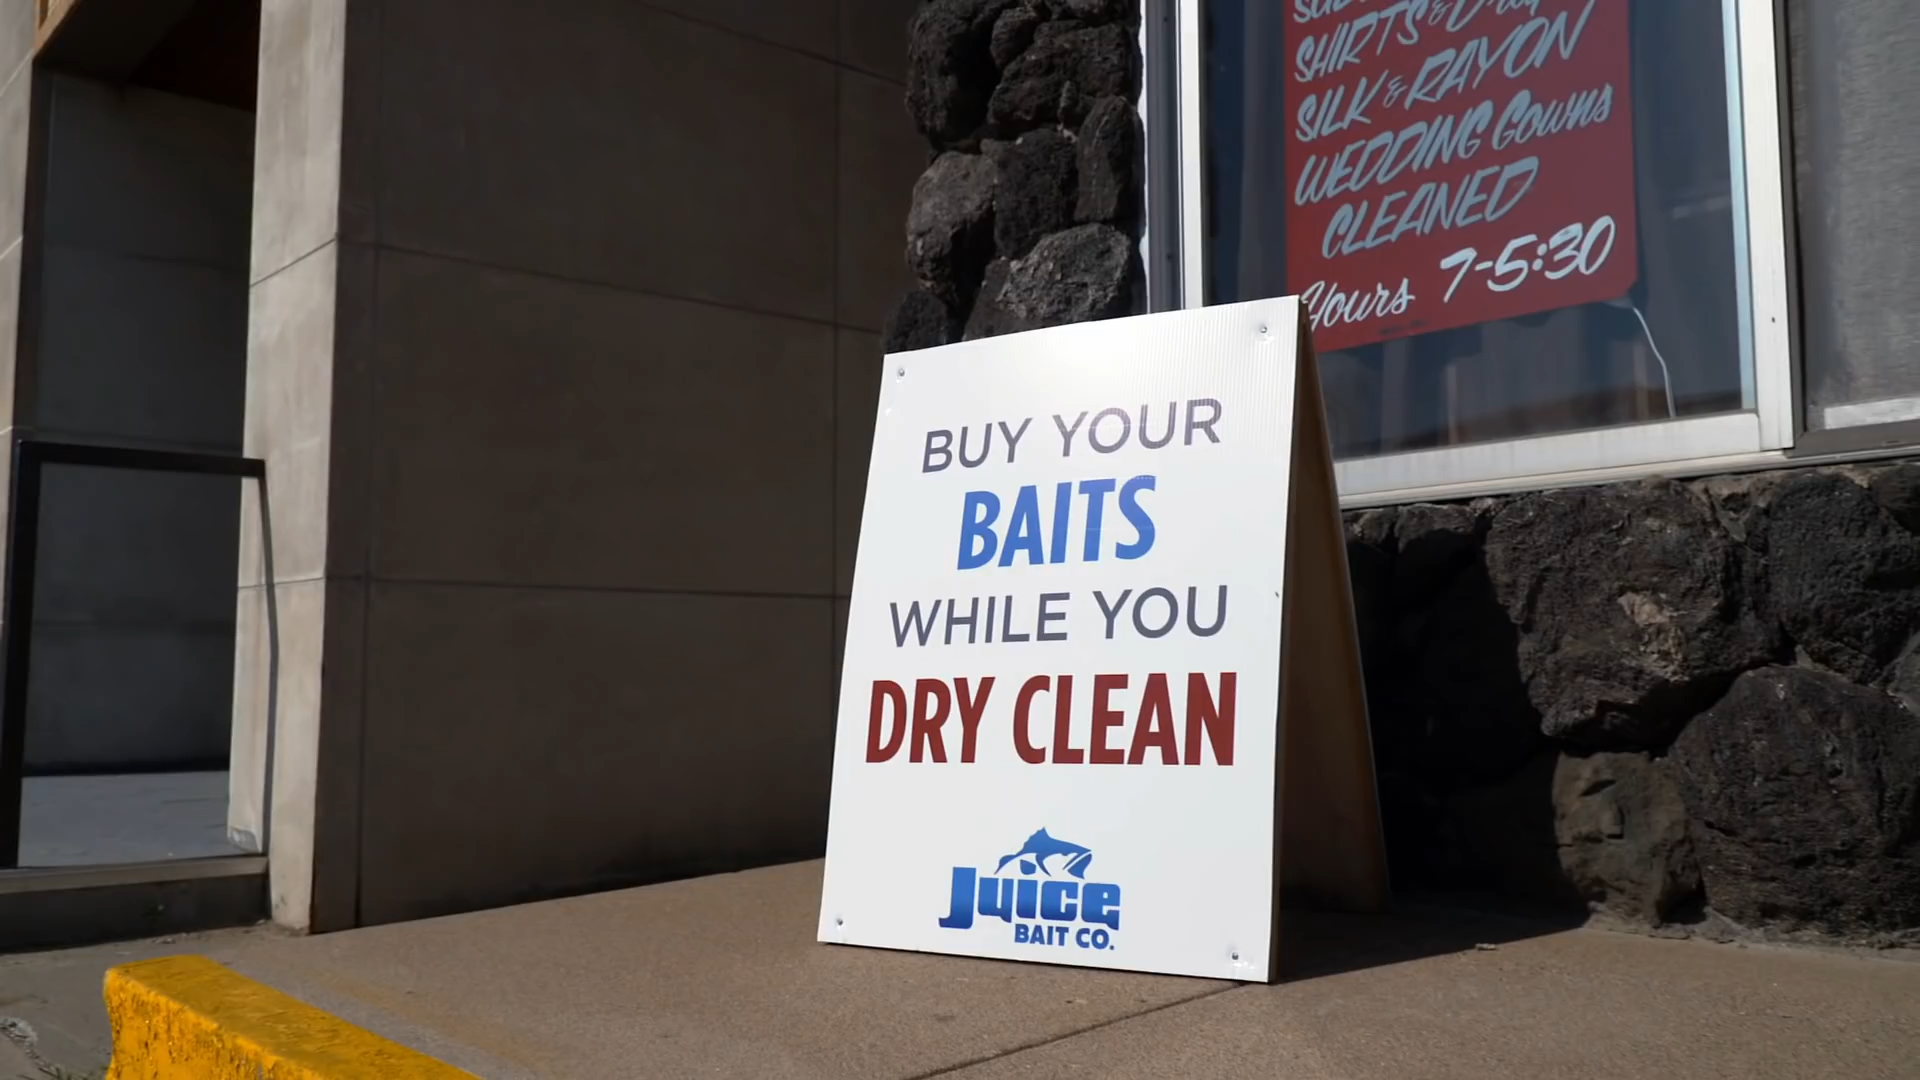 SHIRTS &
SILK & RAYON
WEDDING Gowns
CLEANED
Hours 7-5:30
BUY YOUR
BAITS
WHILE YOU
DRY CLEAN
Juice
BAIT CO.